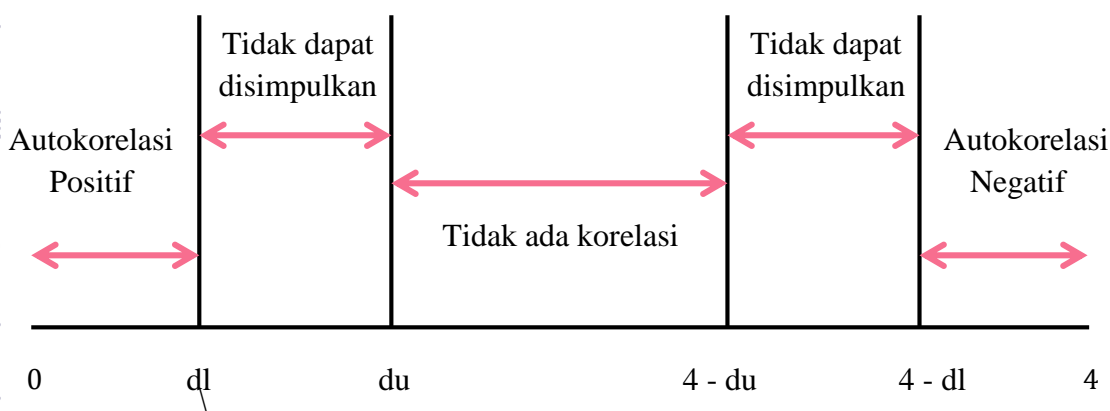 Tidak dapat
disimpulkan
Tidak dapat
disimpulkan
Autokorelasi
Positif
Autokorelasi
Negatif
Tidak ada korelasi
0 dl du 4 - du 4 - dl 4